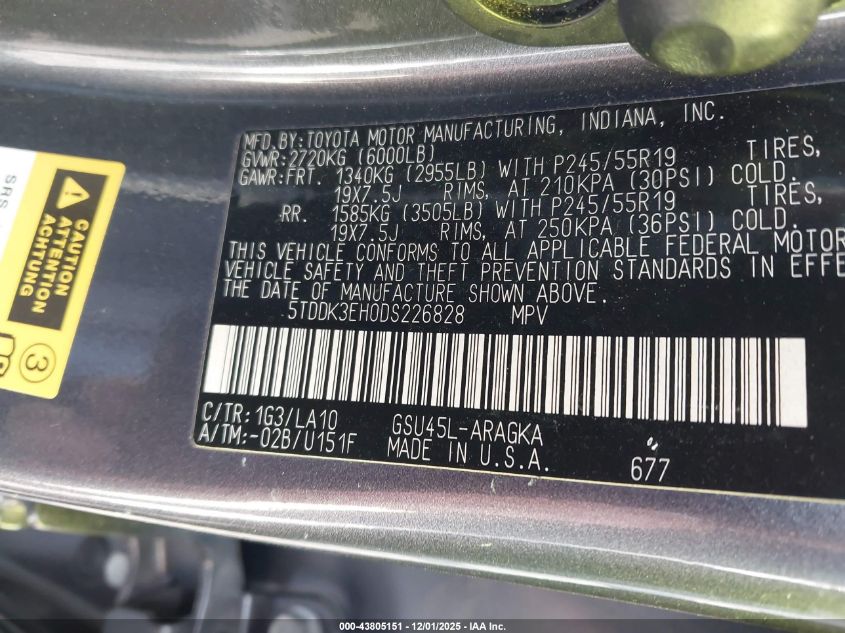 MFD.BY:TOYOTA MOTOR MANUFACTURING, INDIANA, INC.
GVWR:2720KG (6000LB)
GAWR:FRT. 1340KG (2955LB) WITH P245/55R19 TIRES,
19X7.5J RIMS, AT 210KPA (30PSI) COLD.
RR. 1585KG (3505LB) WITH P245/55R19 TIRES,
19X7.5J RIMS, AT 250KPA (36PSI) COLD.
THIS VEHICLE CONFORMS TO ALL APPLICABLE FEDERAL MOTOR
VEHICLE SAFETY AND THEFT PREVENTION STANDARDS IN EFFE
THE DATE OF MANUFACTURE SHOWN ABOVE.
5TDDK3EH0DS226828 MPV
C/TR:1G3/LA10 GSU45L-ARAGKA
A/TM:-02B/U151F MADE IN U.S.A.
677
SRS
CAUTION
ATTENTION
ACHTUNG
3
000-43805151 - 12/01/2025 - IAA Inc.